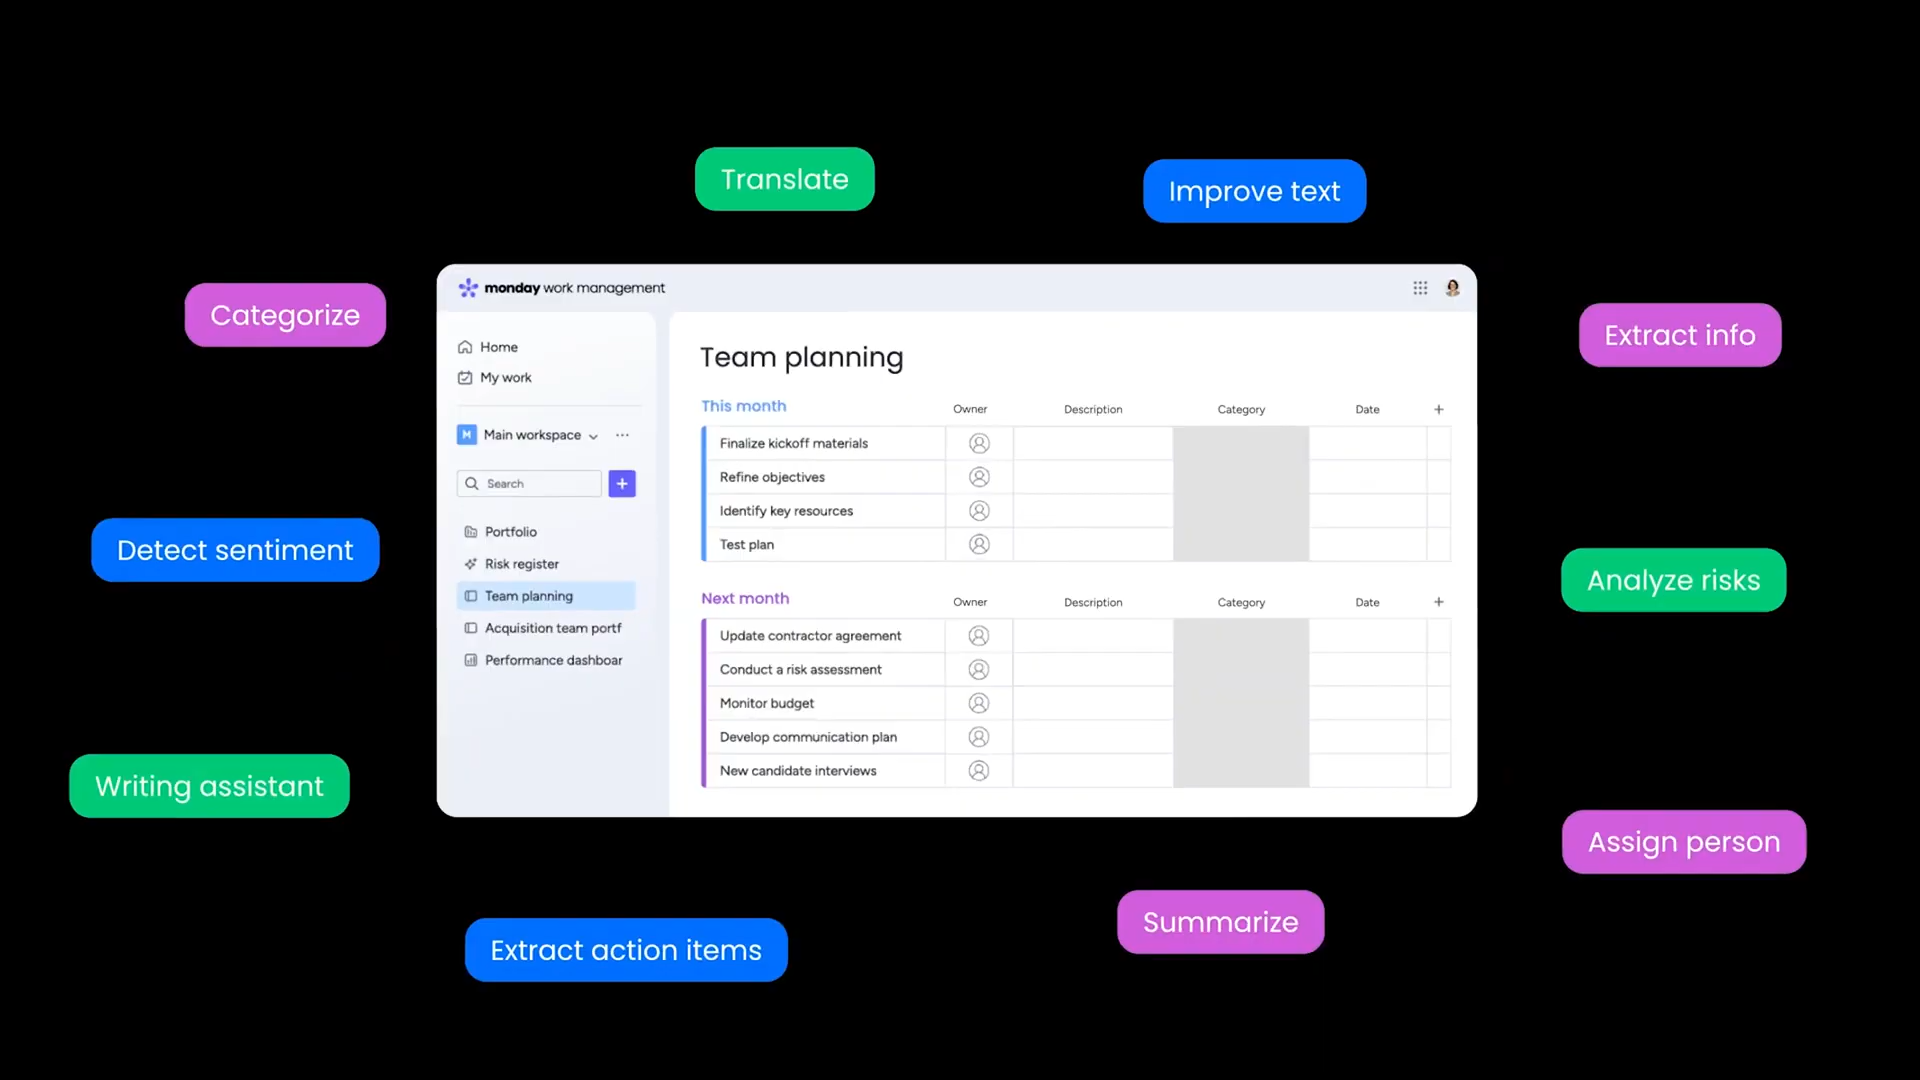 Translate
Improve text
Categorize
Extract info
Detect sentiment
Analyze risks
Writing assistant
Assign person
Extract action items
Summarize
monday work management
Home
My work
M Main workspace
Search
Portfolio
Risk register
Team planning
Acquisition team portf
Performance dashboar
Team planning
This month Owner Description Category Date +
Finalize kickoff materials
Refine objectives
Identify key resources
Test plan
Next month Owner Description Category Date +
Update contractor agreement
Conduct a risk assessment
Monitor budget
Develop communication plan
New candidate interviews